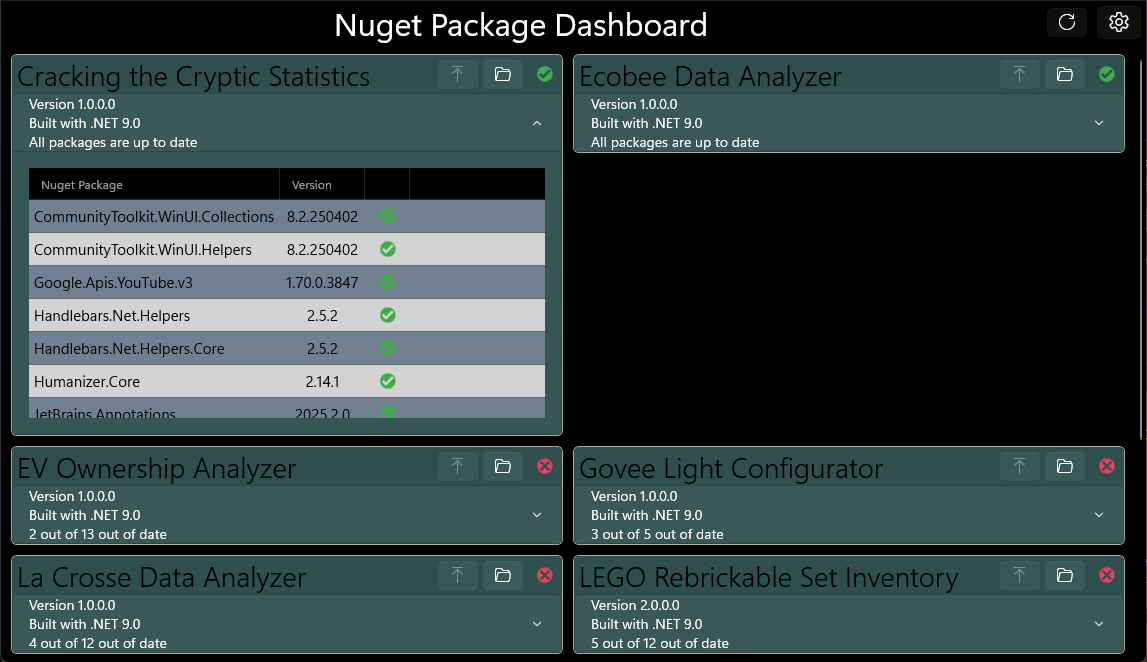 Nuget Package Dashboard
Cracking the Cryptic Statistics
Version 1.0.0.0
Built with .NET 9.0
All packages are up to date
Nuget Package Version
CommunityToolkit.WinUI.Collections 8.2.250402
CommunityToolkit.WinUI.Helpers 8.2.250402
Google.Apis.YouTube.v3 1.70.0.3847
Handlebars.Net.Helpers 2.5.2
Handlebars.Net.Helpers.Core 2.5.2
Humanizer.Core 2.14.1
JetBrains.Annotations 2025.2.0
Ecobee Data Analyzer
Version 1.0.0.0
Built with .NET 9.0
All packages are up to date
EV Ownership Analyzer
Version 1.0.0.0
Built with .NET 9.0
2 out of 13 out of date
Govee Light Configurator
Version 1.0.0.0
Built with .NET 9.0
3 out of 5 out of date
La Crosse Data Analyzer
Version 1.0.0.0
Built with .NET 9.0
4 out of 12 out of date
LEGO Rebrickable Set Inventory
Version 2.0.0.0
Built with .NET 9.0
5 out of 12 out of date